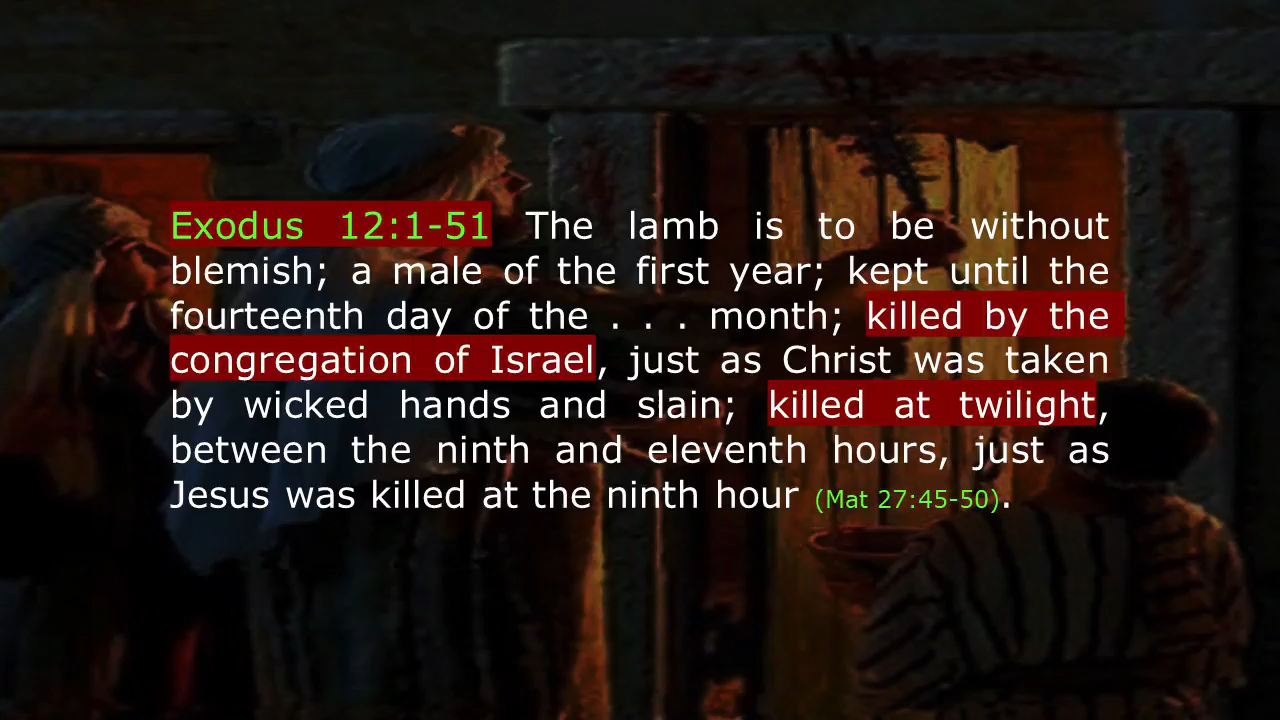 Exodus 12:1-51 The lamb is to be without
blemish; a male of the first year; kept until the
fourteenth day of the . . . month; killed by the
congregation of Israel, just as Christ was taken
by wicked hands and slain; killed at twilight,
between the ninth and eleventh hours, just as
Jesus was killed at the ninth hour (Mat 27:45-50).